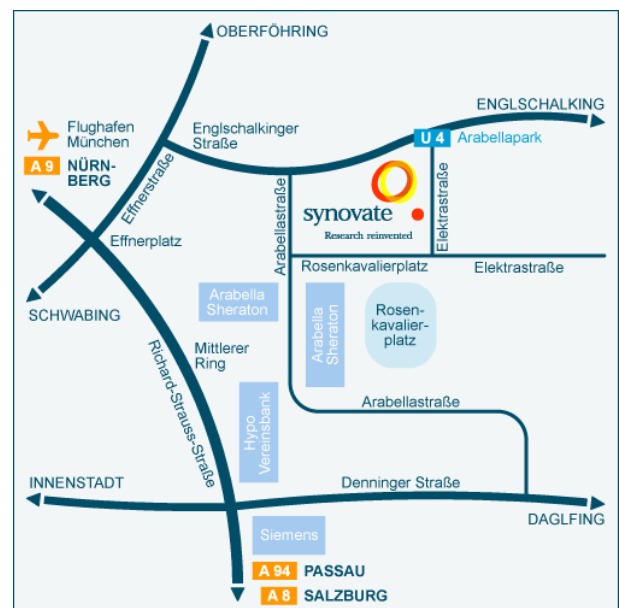 OBERFÖHRING
ENGLSCHALKING
Flughafen
München
Englschalkinger
Straße
U 4 Arabellapark
A 9 NÜRN-
BERG
Effnerstraße
Arabellastraße
synovate
Research reinvented
Elektrastraße
Effnerplatz
Rosenkavalierplatz
Elektrastraße
SCHWABING
Arabella
Sheraton
Arabella
Sheraton
Rosen-
kavalier-
platz
Mittlerer
Ring
Richard-Strauss-Straße
Hypo
Vereinsbank
Arabellastraße
INNENSTADT
Denninger Straße
DAGLFING
Siemens
A 94 PASSAU
A 8 SALZBURG